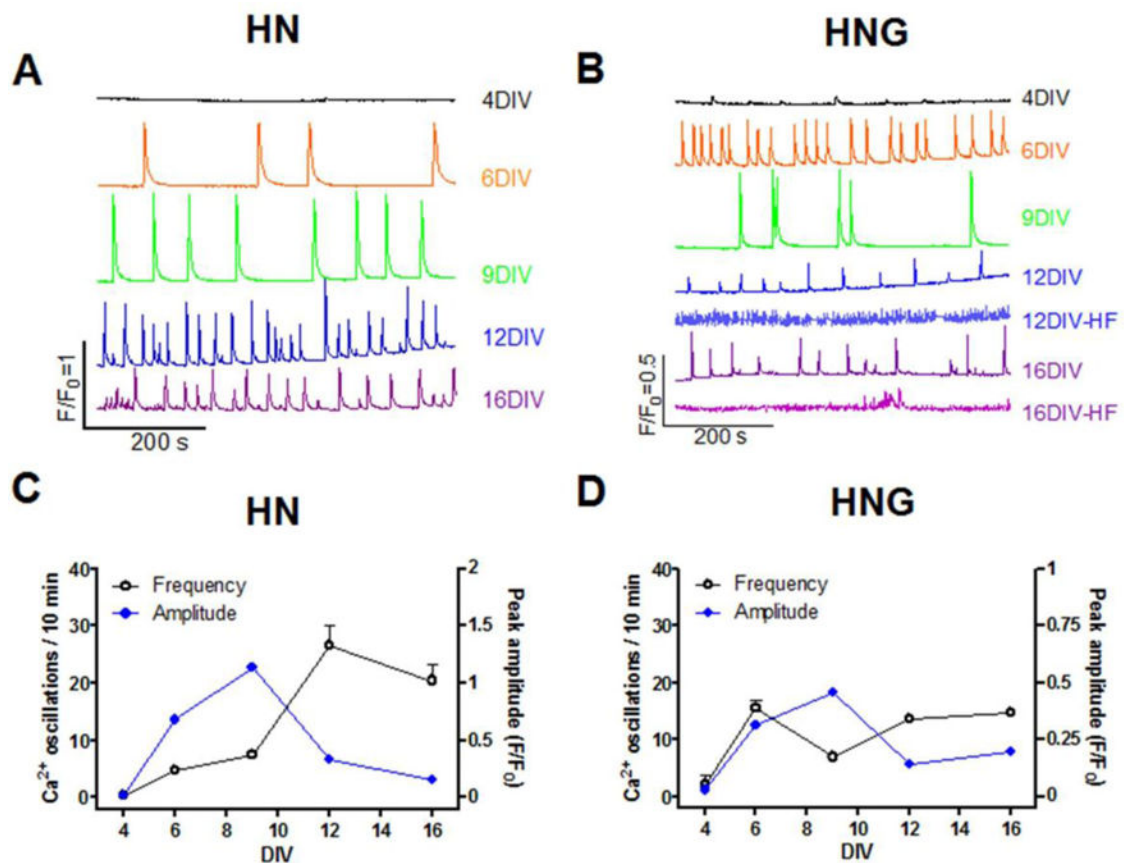 HN
HNG
A
4DIV
6DIV
9DIV
12DIV
16DIV
F/F₀=1
200 s
B
4DIV
6DIV
9DIV
12DIV
12DIV-HF
16DIV
16DIV-HF
F/F₀=0.5
200 s
C
HN
Ca²⁺ oscillations / 10 min
40
30
20
10
0
Frequency
Amplitude
2
1.5
1
0.5
0
Peak amplitude (F/F₀)
4 6 8 10 12 14 16
DIV
D
HNG
Ca²⁺ oscillations / 10 min
40
30
20
10
0
Frequency
Amplitude
1
0.75
0.5
0.25
0
Peak amplitude (F/F₀)
4 6 8 10 12 14 16
DIV